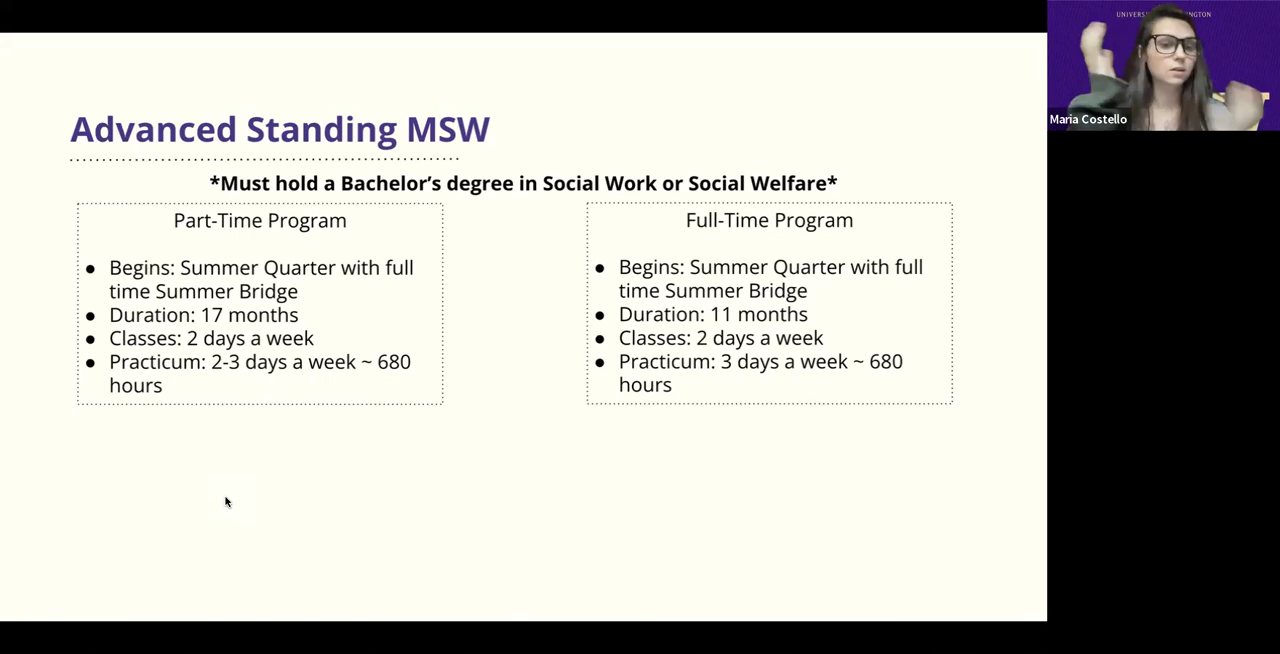 Advanced Standing MSW
*Must hold a Bachelor's degree in Social Work or Social Welfare*
Part-Time Program
● Begins: Summer Quarter with full
time Summer Bridge
● Duration: 17 months
● Classes: 2 days a week
● Practicum: 2-3 days a week ~ 680
hours
Full-Time Program
● Begins: Summer Quarter with full
time Summer Bridge
● Duration: 11 months
● Classes: 2 days a week
● Practicum: 3 days a week ~ 680
hours
Maria Costello